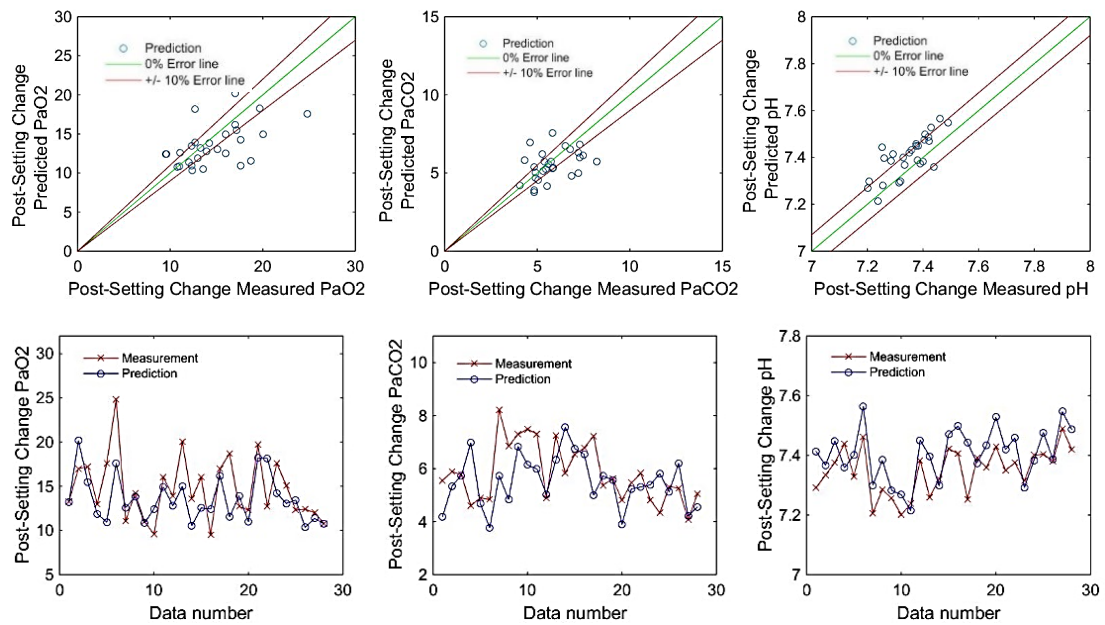 30
25
20
15
10
5
0
Post-Setting Change
Predicted PaO2
Prediction
0% Error line
+/- 10% Error line
0 10 20 30
Post-Setting Change Measured PaO2
15
10
5
0
Post-Setting Change
Predicted PaCO2
Prediction
0% Error line
+/- 10% Error line
0 5 10 15
Post-Setting Change Measured PaCO2
8
7.8
7.6
7.4
7.2
7
Post-Setting Change
Predicted pH
Prediction
0% Error line
+/- 10% Error line
7 7.2 7.4 7.6 7.8 8
Post-Setting Change Measured pH
30
25
20
15
10
5
Post-Setting Change PaO2
Measurement
Prediction
0 10 20 30
Data number
10
8
6
4
2
Post-Setting Change PaCO2
Measurement
Prediction
0 10 20 30
Data number
7.8
7.6
7.4
7.2
7
Post-Setting Change pH
Measurement
Prediction
0 10 20 30
Data number